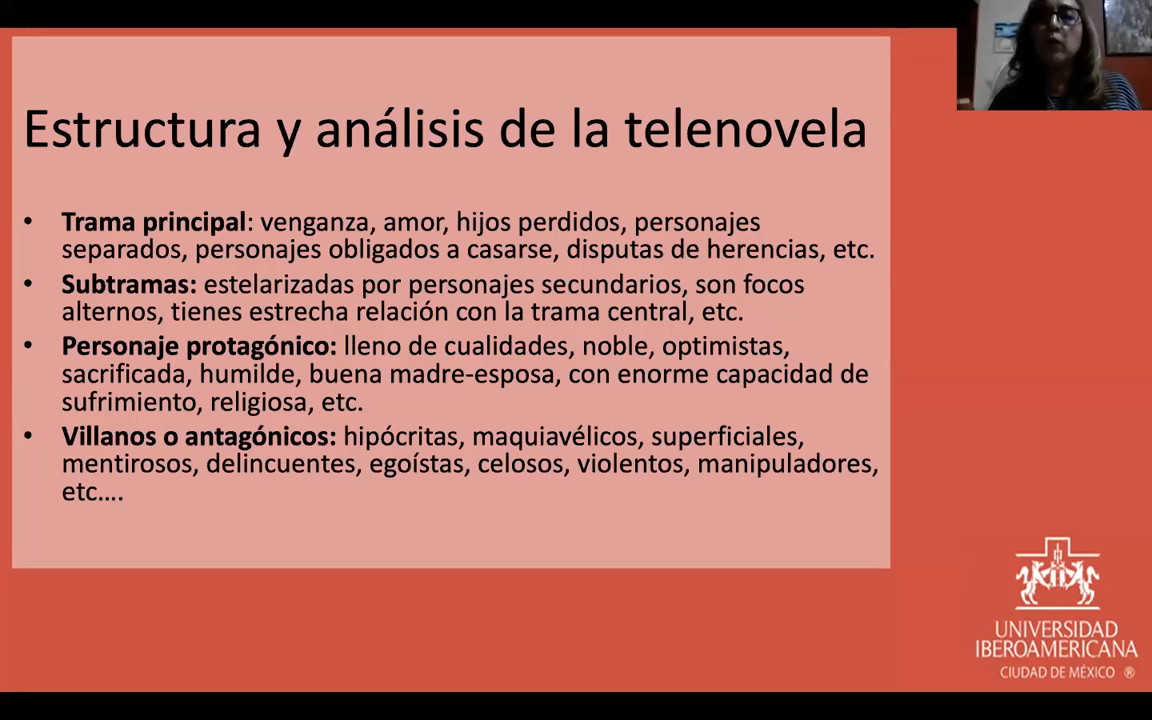 Estructura y análisis de la telenovela
• Trama principal: venganza, amor, hijos perdidos, personajes
separados, personajes obligados a casarse, disputas de herencias, etc.
• Subtramas: estelarizadas por personajes secundarios, son focos
alternos, tienes estrecha relación con la trama central, etc.
• Personaje protagónico: lleno de cualidades, noble, optimistas,
sacrificada, humilde, buena madre-esposa, con enorme capacidad de
sufrimiento, religiosa, etc.
• Villanos o antagónicos: hipócritas, maquiavélicos, superficiales,
mentirosos, delincuentes, egoístas, celosos, violentos, manipuladores,
etc....
UNIVERSIDAD
IBEROAMERICANA
CIUDAD DE MÉXICO ®